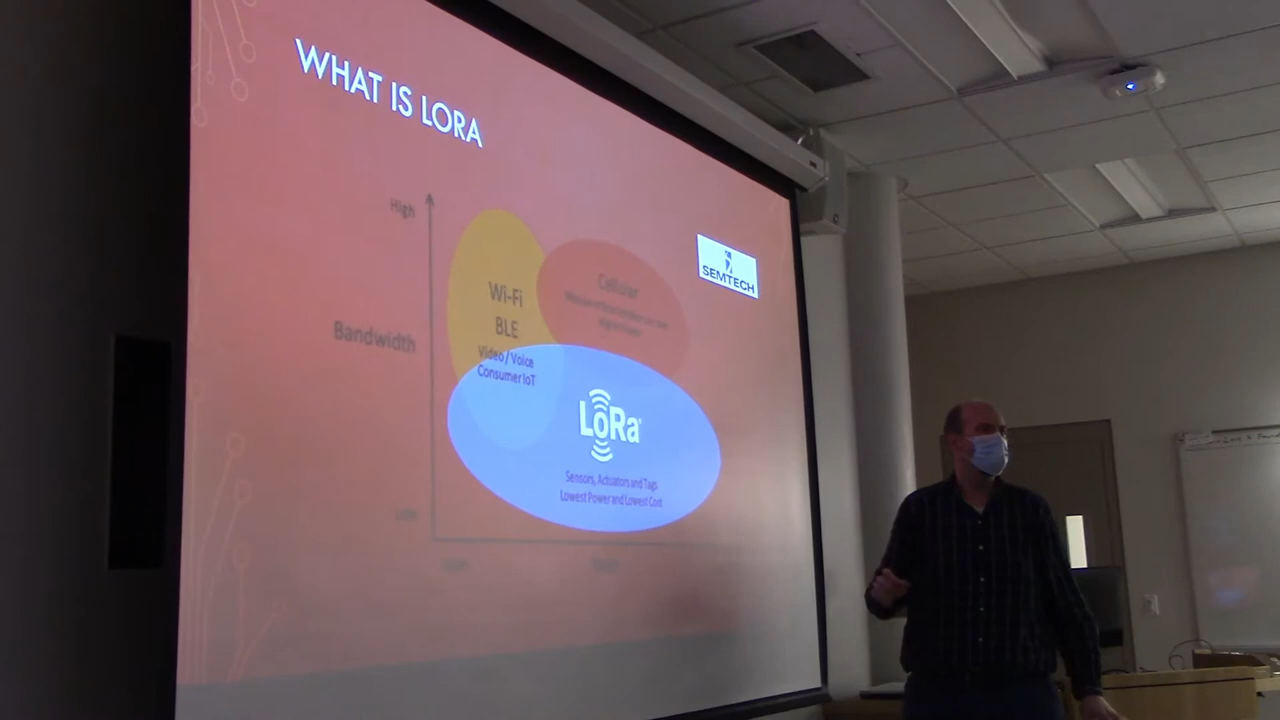 WHAT IS LORA
High
Wi-Fi
BLE
Video / Voice
Consumer IoT
Cellular
SEMTECH
Bandwidth
LoRa
Sensors, Actuators and Tags
Lowest Power and Lowest Cost
Low